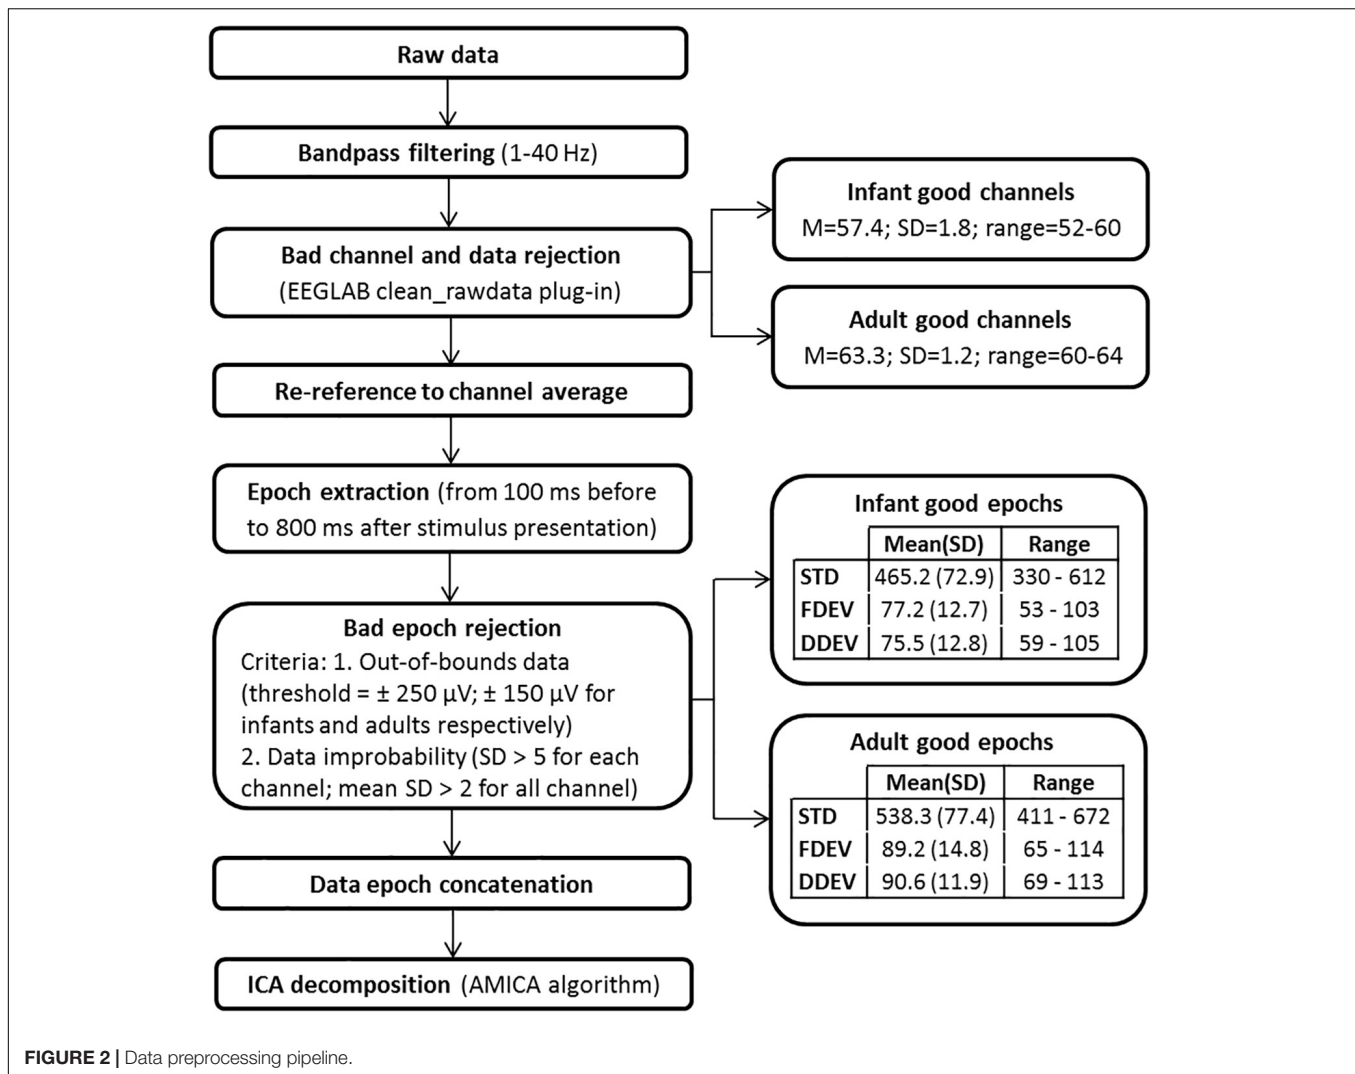 Raw data
Bandpass filtering (1-40 Hz)
Bad channel and data rejection
(EEGLAB clean_rawdata plug-in)
Infant good channels
M=57.4; SD=1.8; range=52-60
Adult good channels
M=63.3; SD=1.2; range=60-64
Re-reference to channel average
Epoch extraction (from 100 ms before
to 800 ms after stimulus presentation)
Bad epoch rejection
Criteria: 1. Out-of-bounds data
(threshold = ± 250 µV; ± 150 µV for
infants and adults respectively)
2. Data improbability (SD > 5 for each
channel; mean SD > 2 for all channel)
Infant good epochs
Mean(SD) Range
STD 465.2 (72.9) 330 - 612
FDEV 77.2 (12.7) 53 - 103
DDEV 75.5 (12.8) 59 - 105
Adult good epochs
Mean(SD) Range
STD 538.3 (77.4) 411 - 672
FDEV 89.2 (14.8) 65 - 114
DDEV 90.6 (11.9) 69 - 113
Data epoch concatenation
ICA decomposition (AMICA algorithm)
FIGURE 2 | Data preprocessing pipeline.